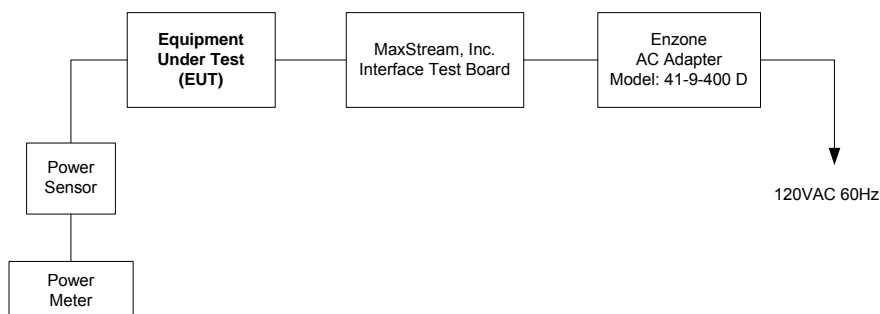 Equipment
Under Test
(EUT)
MaxStream, Inc.
Interface Test Board
Enzone
AC Adapter
Model: 41-9-400 D
Power
Sensor
120VAC 60Hz
Power
Meter